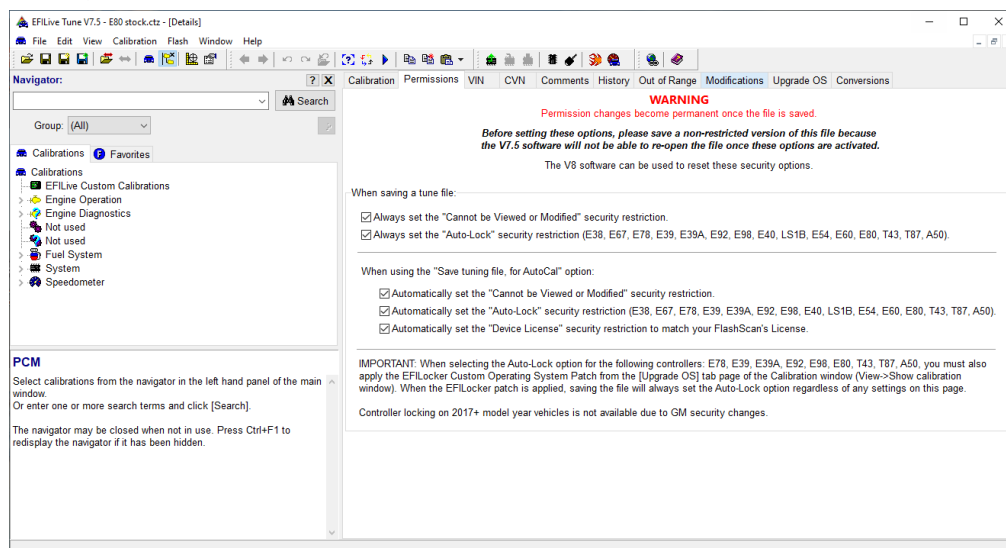 EFILive Tune V7.5 - E80 stock.ctz - [Details]
File Edit View Calibration Flash Window Help
Navigator:
? X
Search
Group: (All)
Calibrations Favorites
Calibrations
EFILive Custom Calibrations
Engine Operation
Engine Diagnostics
Not used
Not used
Fuel System
System
Speedometer
PCM
Select calibrations from the navigator in the left hand panel of the main
window.
Or enter one or more search terms and click [Search].
The navigator may be closed when not in use. Press Ctrl+F1 to
redisplay the navigator if it has been hidden.
Calibration Permissions VIN CVN Comments History Out of Range Modifications Upgrade OS Conversions
WARNING
Permission changes become permanent once the file is saved.
Before setting these options, please save a non-restricted version of this file because
the V7.5 software will not be able to re-open the file once these options are activated.
The V8 software can be used to reset these security options.
When saving a tune file:
Always set the "Cannot be Viewed or Modified" security restriction.
Always set the "Auto-Lock" security restriction (E38, E67, E78, E39, E39A, E92, E98, E40, LS1B, E54, E60, E80, T43, T87, A50).
When using the "Save tuning file, for AutoCal" option:
Automatically set the "Cannot be Viewed or Modified" security restriction.
Automatically set the "Auto-Lock" security restriction (E38, E67, E78, E39, E39A, E92, E98, E40, LS1B, E54, E60, E80, T43, T87, A50).
Automatically set the "Device License" security restriction to match your FlashScan's License.
IMPORTANT: When selecting the Auto-Lock option for the following controllers: E78, E39, E39A, E92, E98, E80, T43, T87, A50, you must also
apply the EFILocker Custom Operating System Patch from the [Upgrade OS] tab page of the Calibration window (View->Show calibration
window). When the EFILocker patch is applied, saving the file will always set the Auto-Lock option regardless of any settings on this page.
Controller locking on 2017+ model year vehicles is not available due to GM security changes.